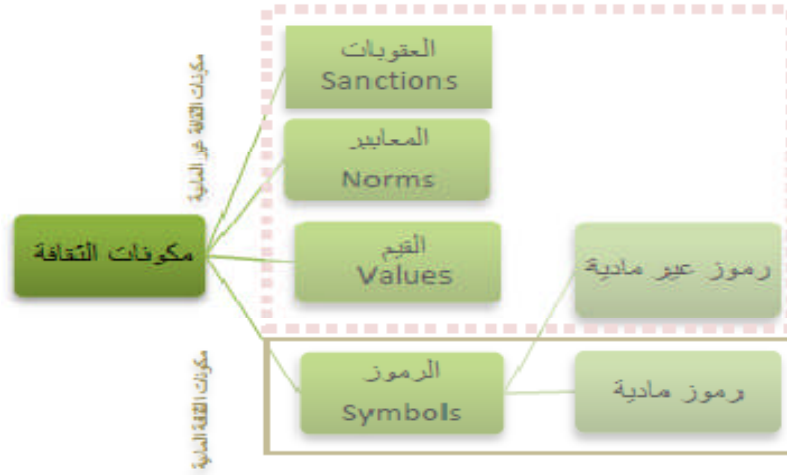 مكونات الثقافة
مكونات الثقافة غير المادية
العقوبات
Sanctions
المعايير
Norms
القيم
Values
رموز عير مادية
مكونات الثقافة المادية
الرموز
Symbols
رموز مادية